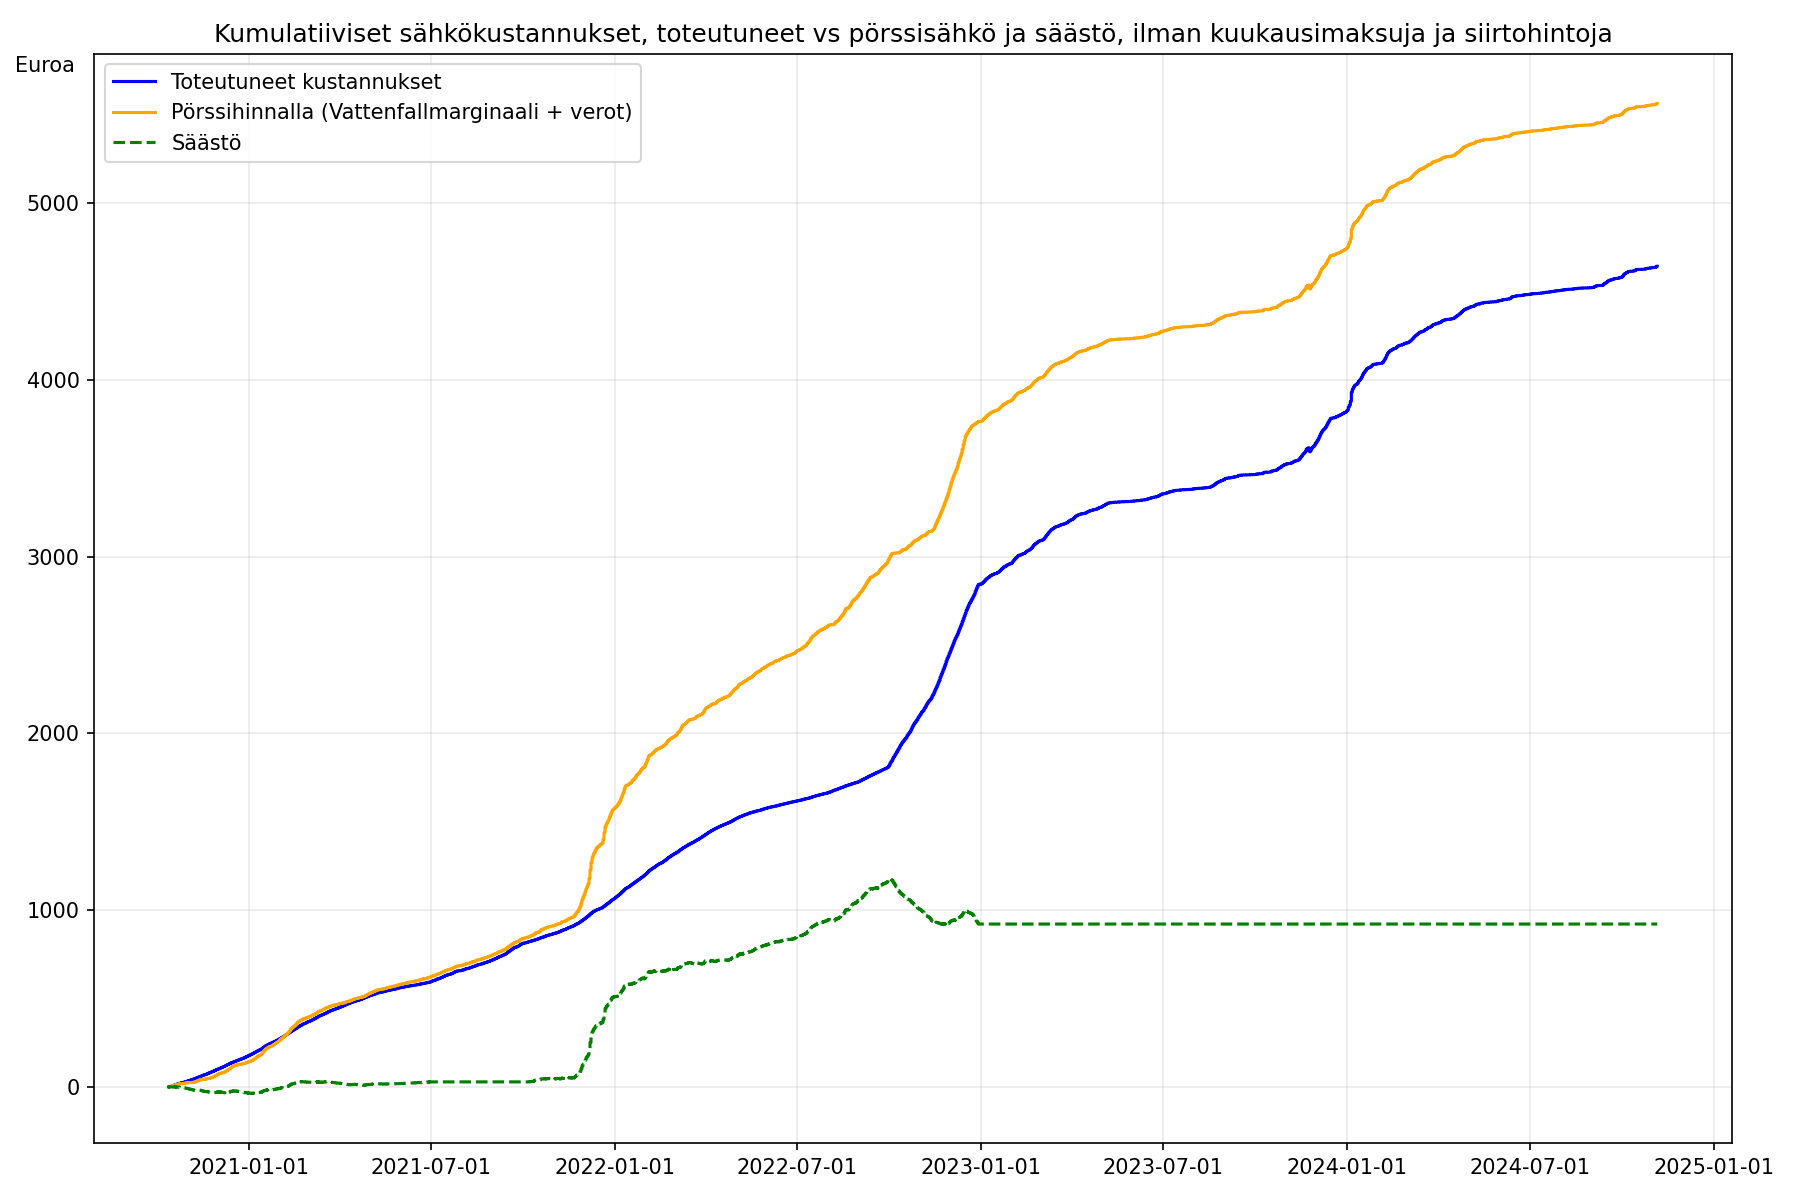 Kumulatiiviset sähkökustannukset, toteutuneet vs pörssisähkö ja säästö, ilman kuukausimaksuja ja siirtohintoja
Euroa
Toteutuneet kustannukset
Pörssihinnalla (Vattenfallmarginaali + verot)
Säästö
5000
4000
3000
2000
1000
0
2021-01-01 2021-07-01 2022-01-01 2022-07-01 2023-01-01 2023-07-01 2024-01-01 2024-07-01 2025-01-01